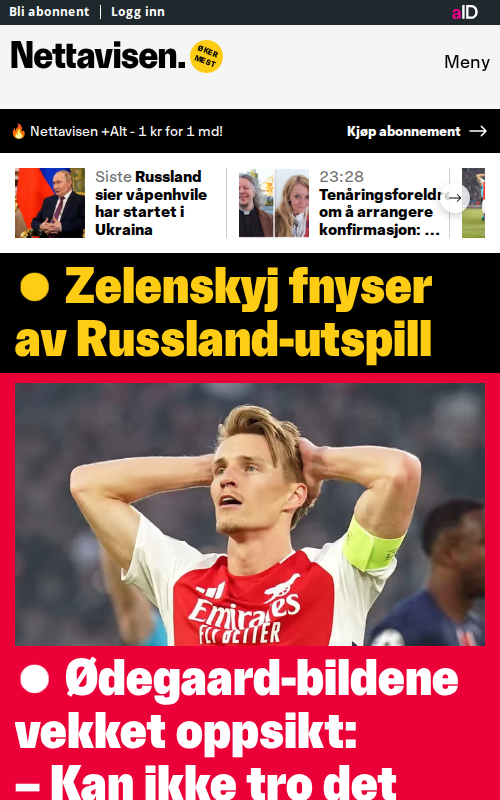 Bli abonnent | Logg inn
aID
Nettavisen.
ØKER
MEST
Meny
🔥 Nettavisen +Alt - 1 kr for 1 md!
Kjøp abonnement →
Siste Russland
sier våpenhvile
har startet i
Ukraina
23:28
Tenåringsforeldre
om å arrangere
konfirmasjon: ...
Zelenskyj fnyser
av Russland-utspill
Emirates
FLY BETTER
Ødegaard-bildene
vekket oppsikt:
– Kan ikke tro det